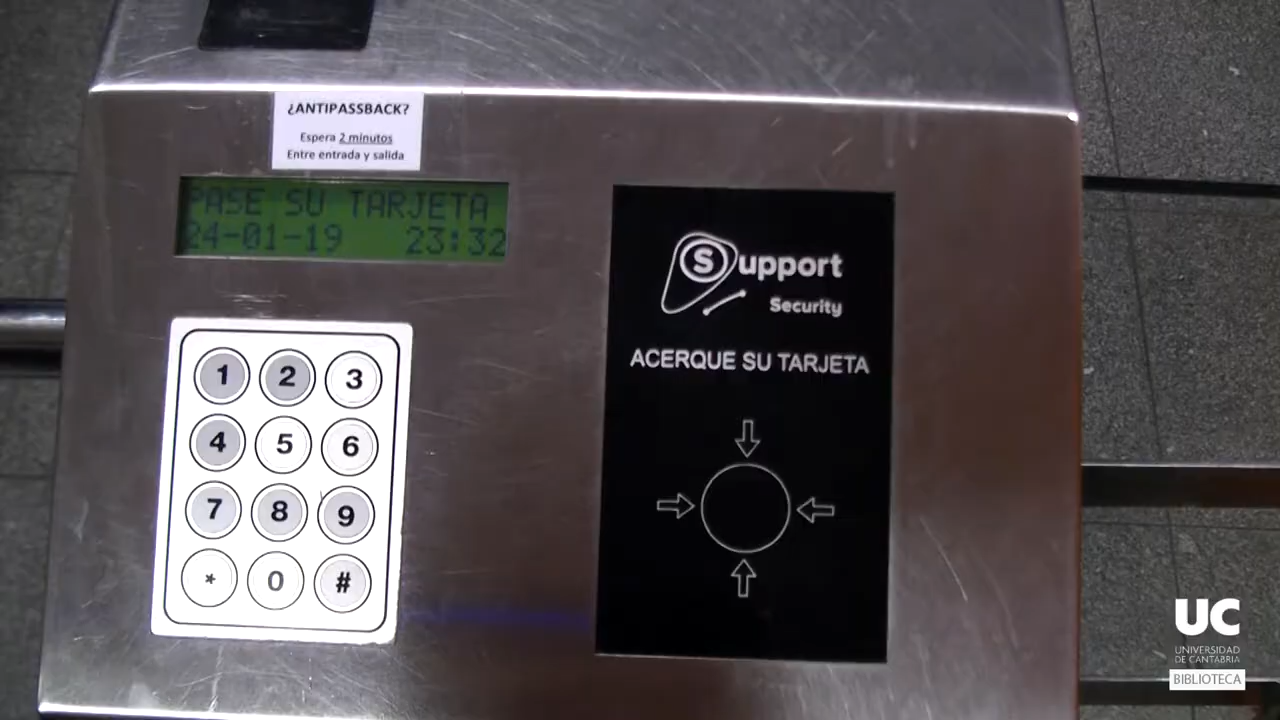 ¿ANTIPASSBACK?
Espera 2 minutos
Entre entrada y salida
PASE SU TARJETA
24-01-19 23:32
Support
Security
ACERQUE SU TARJETA
1 2 3
4 5 6
7 8 9
* 0 #
UC
UNIVERSIDAD
DE CANTABRIA
BIBLIOTECA